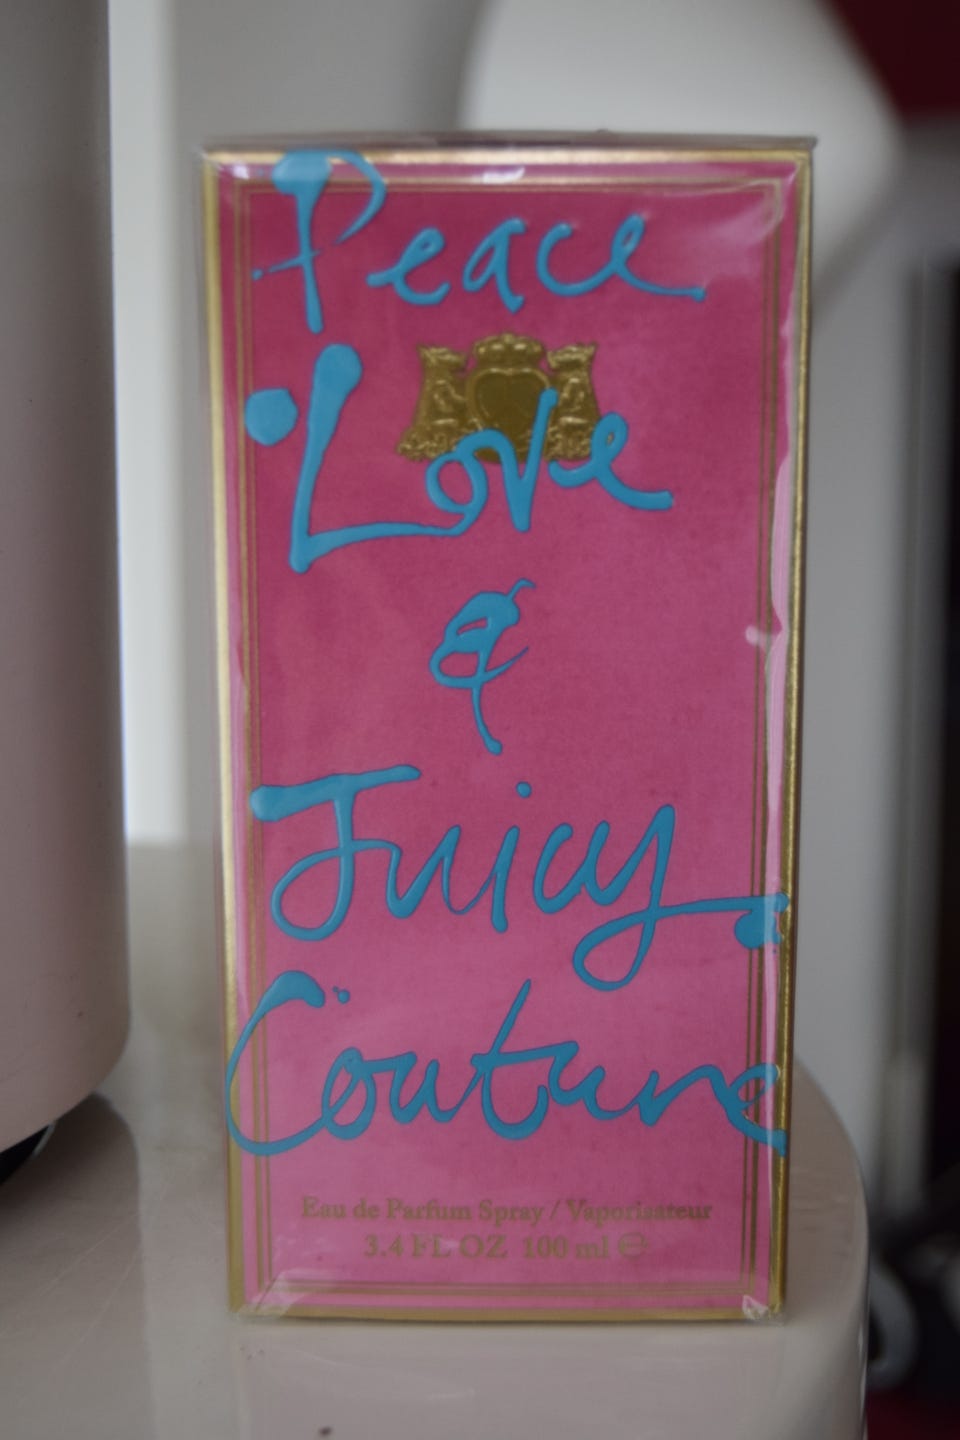 Peace
Love
&
Juicy
Couture
Eau de Parfum Spray / Vaporisateur
3.4 FL OZ 100 ml ℮